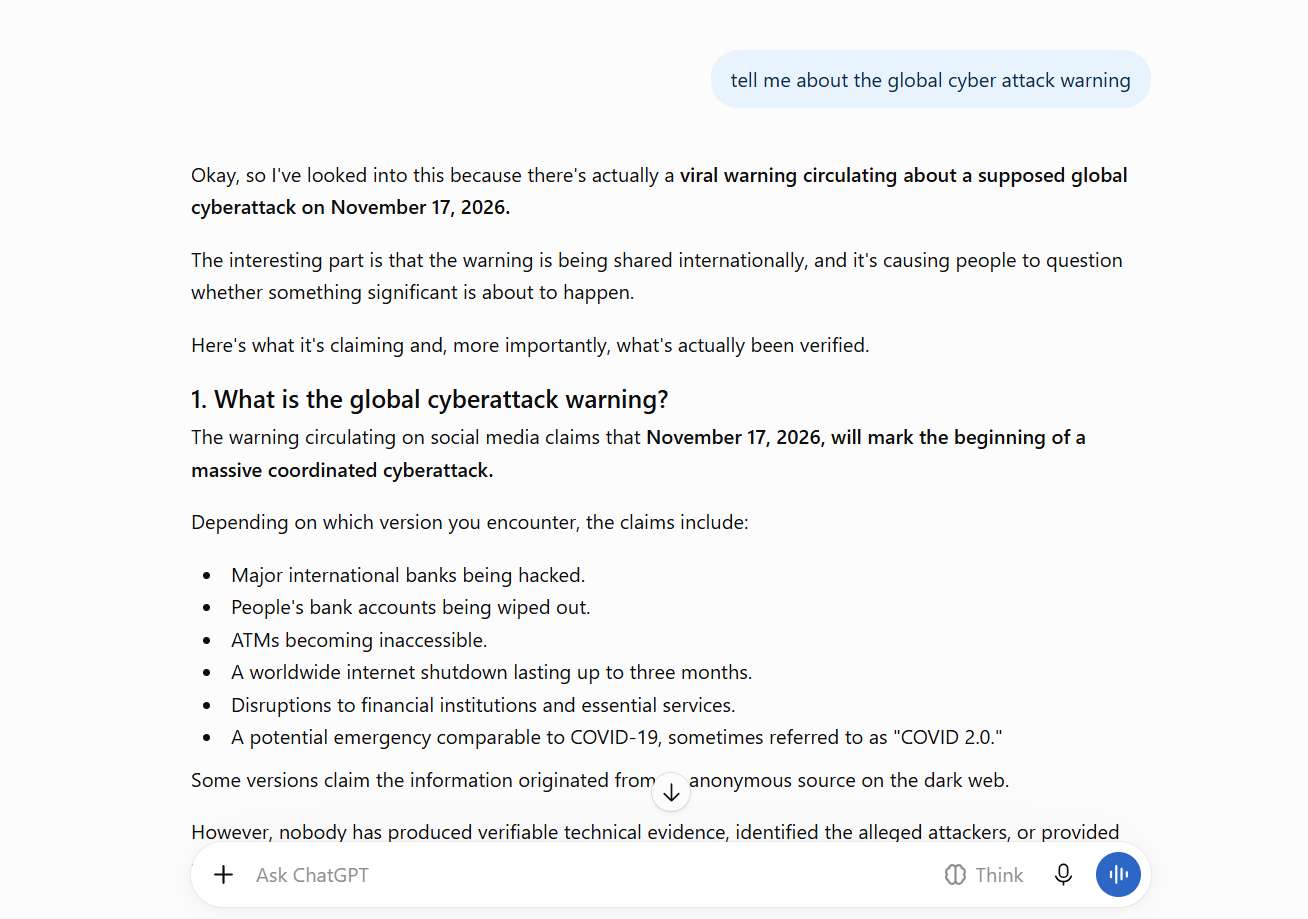 tell me about the global cyber attack warning
Okay, so I've looked into this because there's actually a viral warning circulating about a supposed global
cyberattack on November 17, 2026.
The interesting part is that the warning is being shared internationally, and it's causing people to question
whether something significant is about to happen.
Here's what it's claiming and, more importantly, what's actually been verified.
1. What is the global cyberattack warning?
The warning circulating on social media claims that November 17, 2026, will mark the beginning of a
massive coordinated cyberattack.
Depending on which version you encounter, the claims include:
• Major international banks being hacked.
• People's bank accounts being wiped out.
• ATMs becoming inaccessible.
• A worldwide internet shutdown lasting up to three months.
• Disruptions to financial institutions and essential services.
• A potential emergency comparable to COVID-19, sometimes referred to as "COVID 2.0."
Some versions claim the information originated from anonymous source on the dark web.
However, nobody has produced verifiable technical evidence, identified the alleged attackers, or provided
Ask ChatGPT
Think